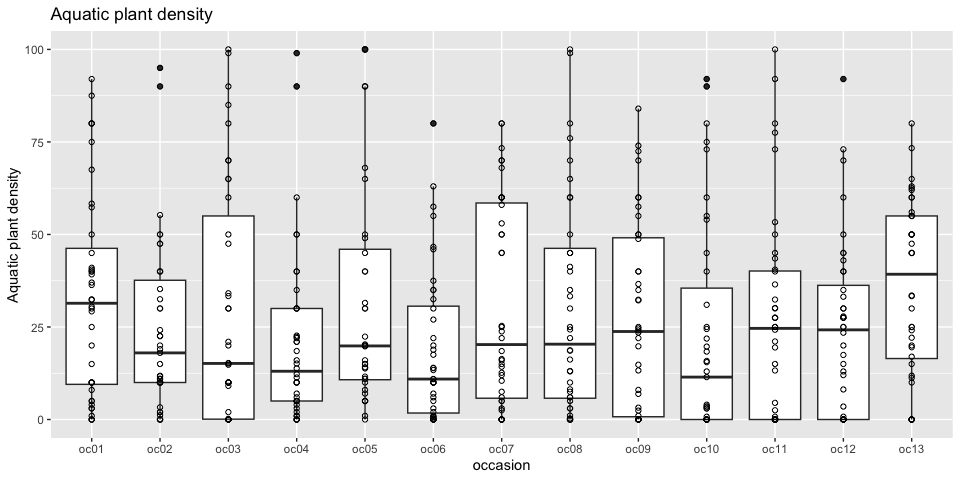 Aquatic plant density
Aquatic plant density
100
75
50
25
0
oc01 oc02 oc03 oc04 oc05 oc06 oc07 oc08 oc09 oc10 oc11 oc12 oc13
occasion